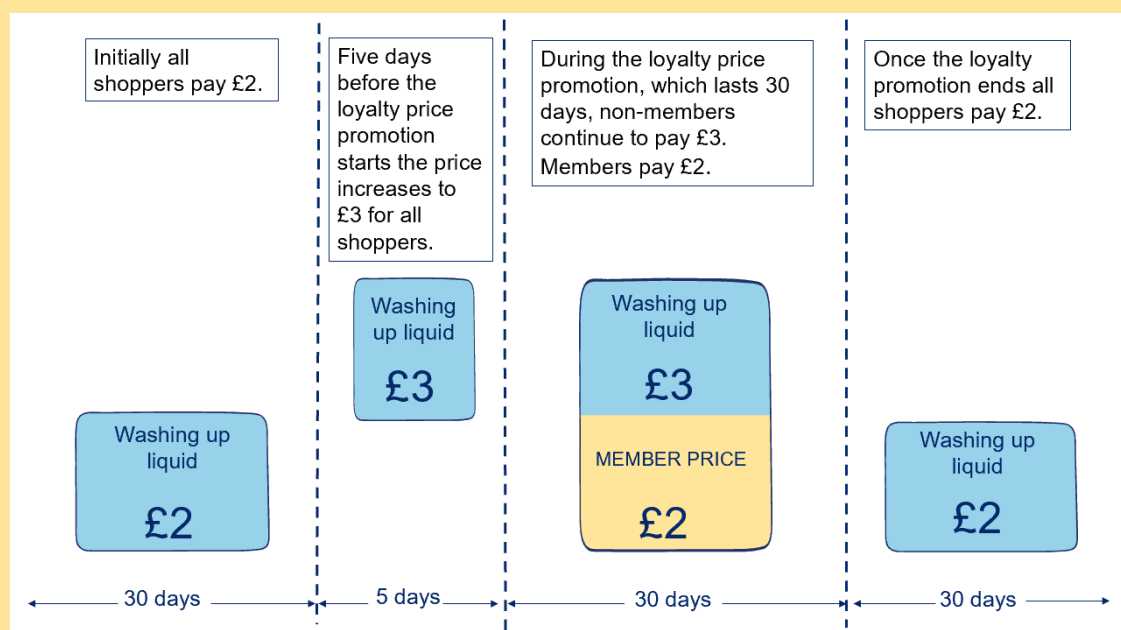 Initially all
shoppers pay £2.
Five days
before the
loyalty price
promotion
starts the price
increases to
£3 for all
shoppers.
During the loyalty price
promotion, which lasts 30
days, non-members
continue to pay £3.
Members pay £2.
Once the loyalty
promotion ends all
shoppers pay £2.
Washing up
liquid
£2
Washing
up liquid
£3
Washing up
liquid
£3
MEMBER PRICE
£2
Washing up
liquid
£2
30 days
5 days
30 days
30 days